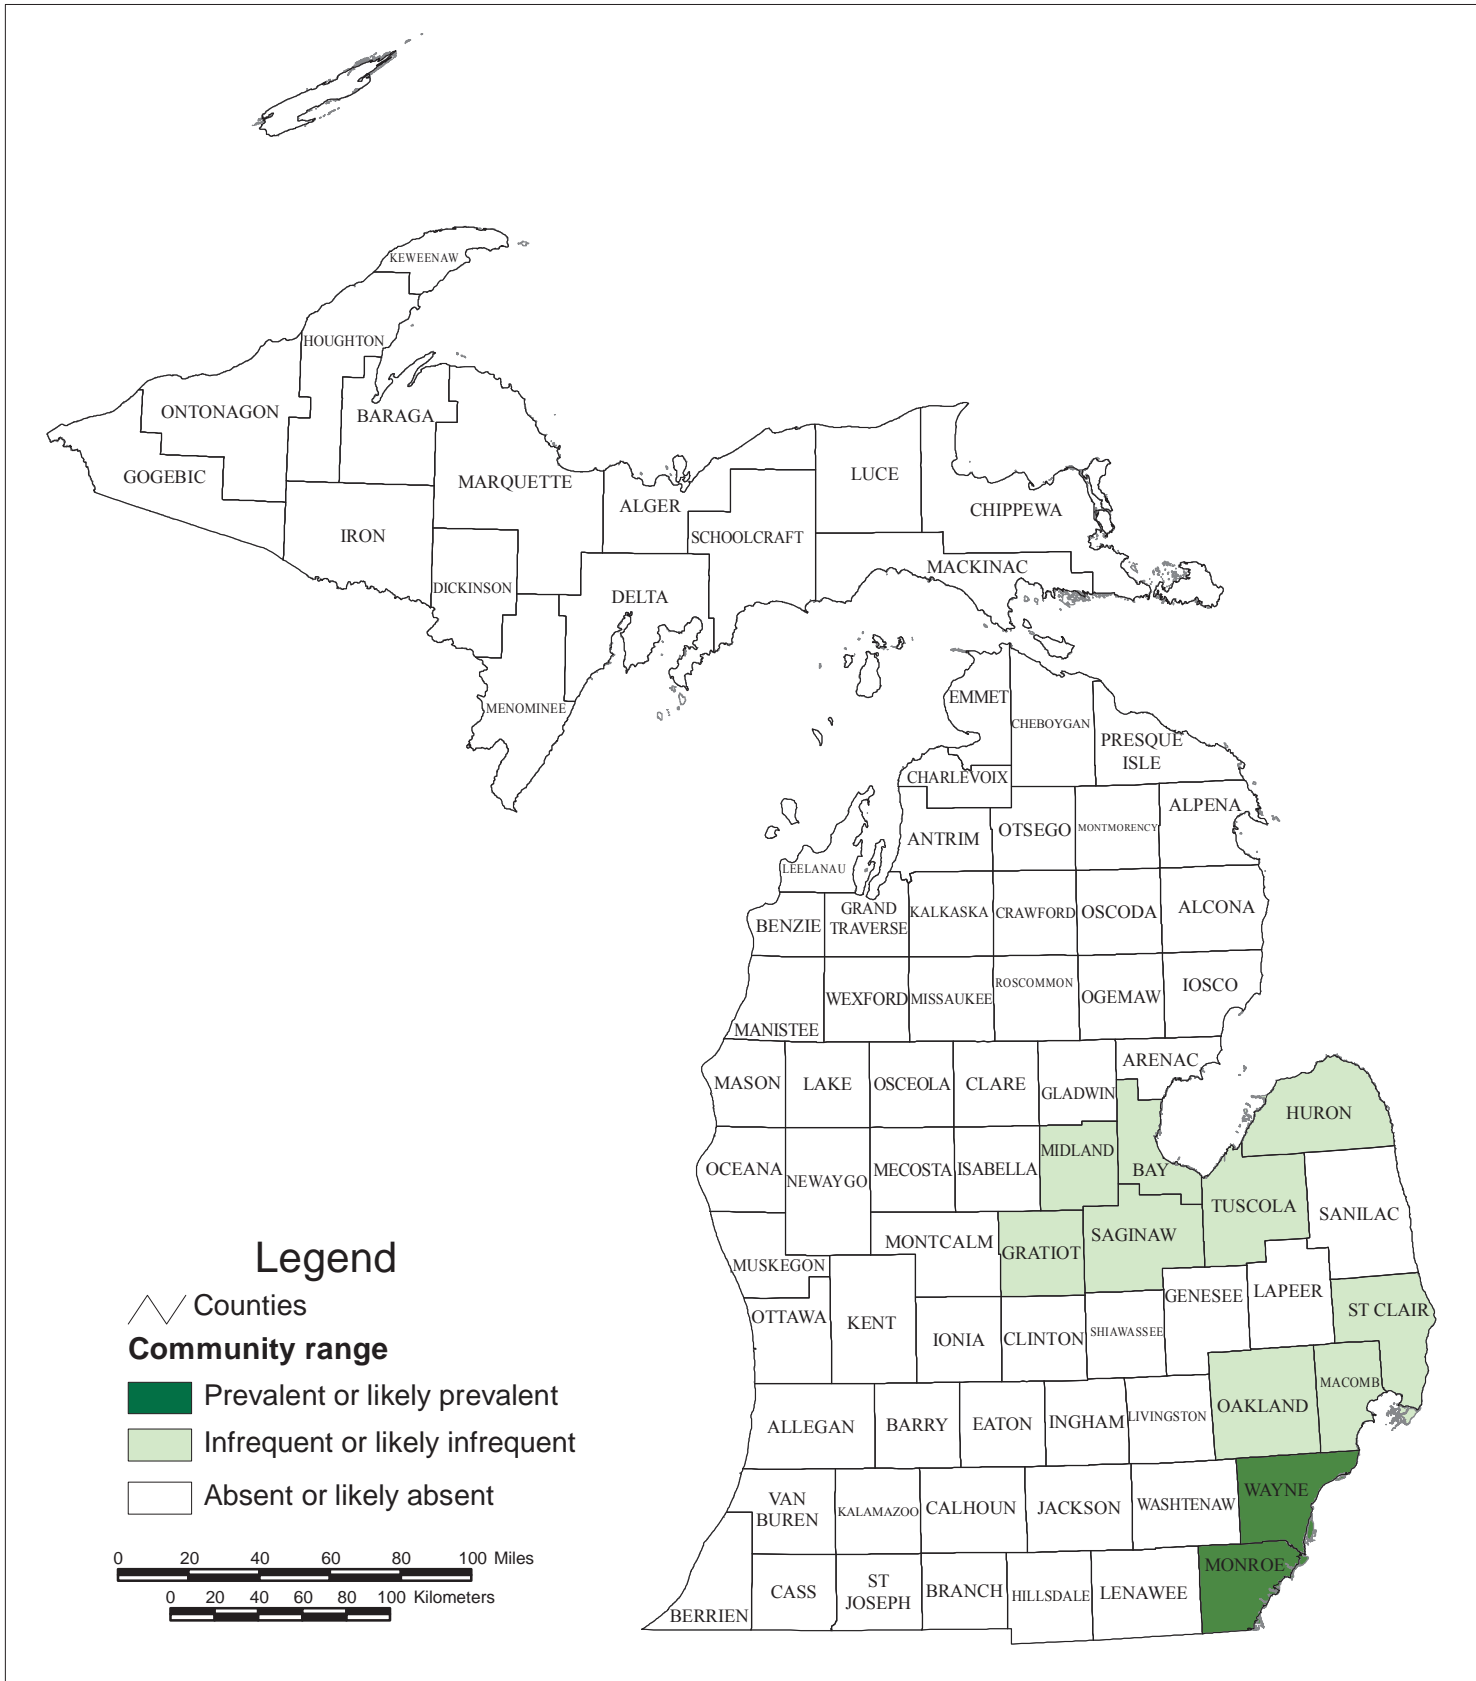 KEWEENAW
HOUGHTON
ONTONAGON
BARAGA
GOGEBIC
MARQUETTE
LUCE
ALGER
CHIPPEWA
IRON
SCHOOLCRAFT
MACKINAC
DICKINSON
DELTA
EMMET
MENOMINEE
CHEBOYGAN
PRESQUE
ISLE
CHARLEVOIX
ALPENA
ANTRIM
OTSEGO
MONTMORENCY
LEELANAU
BENZIE
GRAND
TRAVERSE
KALKASKA
CRAWFORD
OSCODA
ALCONA
MANISTEE
WEXFORD
MISSAUKEE
ROSCOMMON
OGEMAW
IOSCO
ARENAC
MASON
LAKE
OSCEOLA
CLARE
GLADWIN
HURON
OCEANA
NEWAYGO
MECOSTA
ISABELLA
MIDLAND
BAY
TUSCOLA
SANILAC
MUSKEGON
MONTCALM
GRATIOT
SAGINAW
GENESEE
LAPEER
ST CLAIR
OTTAWA
KENT
IONIA
CLINTON
SHIAWASSEE
OAKLAND
MACOMB
ALLEGAN
BARRY
EATON
INGHAM
LIVINGSTON
VAN
BUREN
KALAMAZOO
CALHOUN
JACKSON
WASHTENAW
WAYNE
BERRIEN
CASS
ST
JOSEPH
BRANCH
HILLSDALE
LENAWEE
MONROE
Legend
Counties
Community range
Prevalent or likely prevalent
Infrequent or likely infrequent
Absent or likely absent
0 20 40 60 80 100 Miles
0 20 40 60 80 100 Kilometers